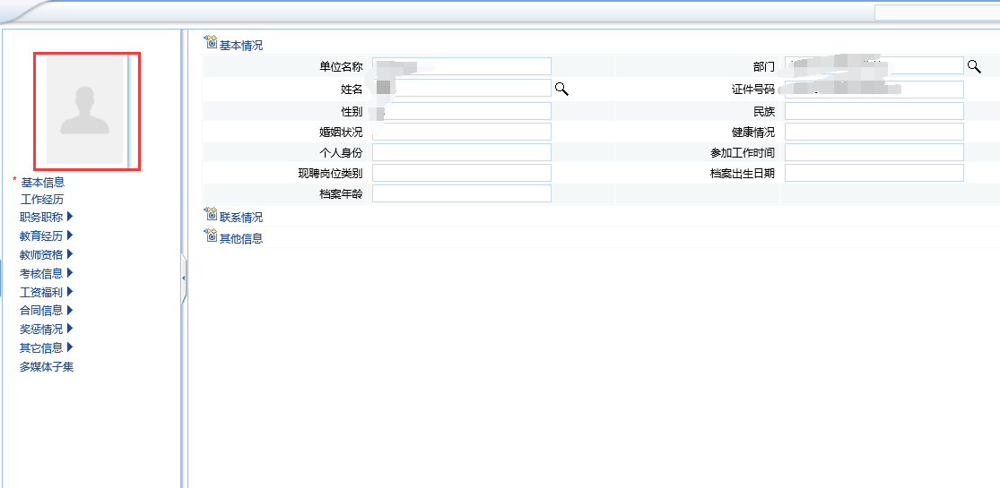 * 基本信息
工作经历
职务职称
教育经历
教师资格
考核信息
工资福利
合同信息
奖惩情况
其它信息
多媒体子集
基本情况
单位名称 部门
姓名 证件号码
性别 民族
婚姻状况 健康情况
个人身份 参加工作时间
现聘岗位类别 档案出生日期
档案年龄
联系情况
其他信息